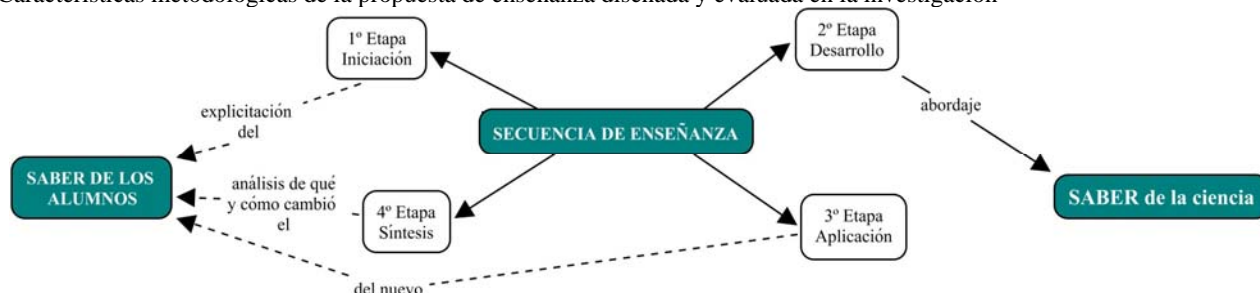 Características metodológicas de la propuesta de enseñanza diseñada y evaluada en la investigación
1º Etapa
Iniciación
2º Etapa
Desarrollo
explicitación
del
abordaje
SECUENCIA DE ENSEÑANZA
SABER DE LOS
ALUMNOS
análisis de qué
y cómo cambió
el
4º Etapa
Síntesis
3º Etapa
Aplicación
SABER de la ciencia
del nuevo